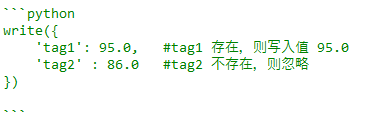 ```python
write({
    'tag1': 95.0,   #tag1 存在，则写入值 95.0
    'tag2' : 86.0   #tag2 不存在，则忽略
})
```